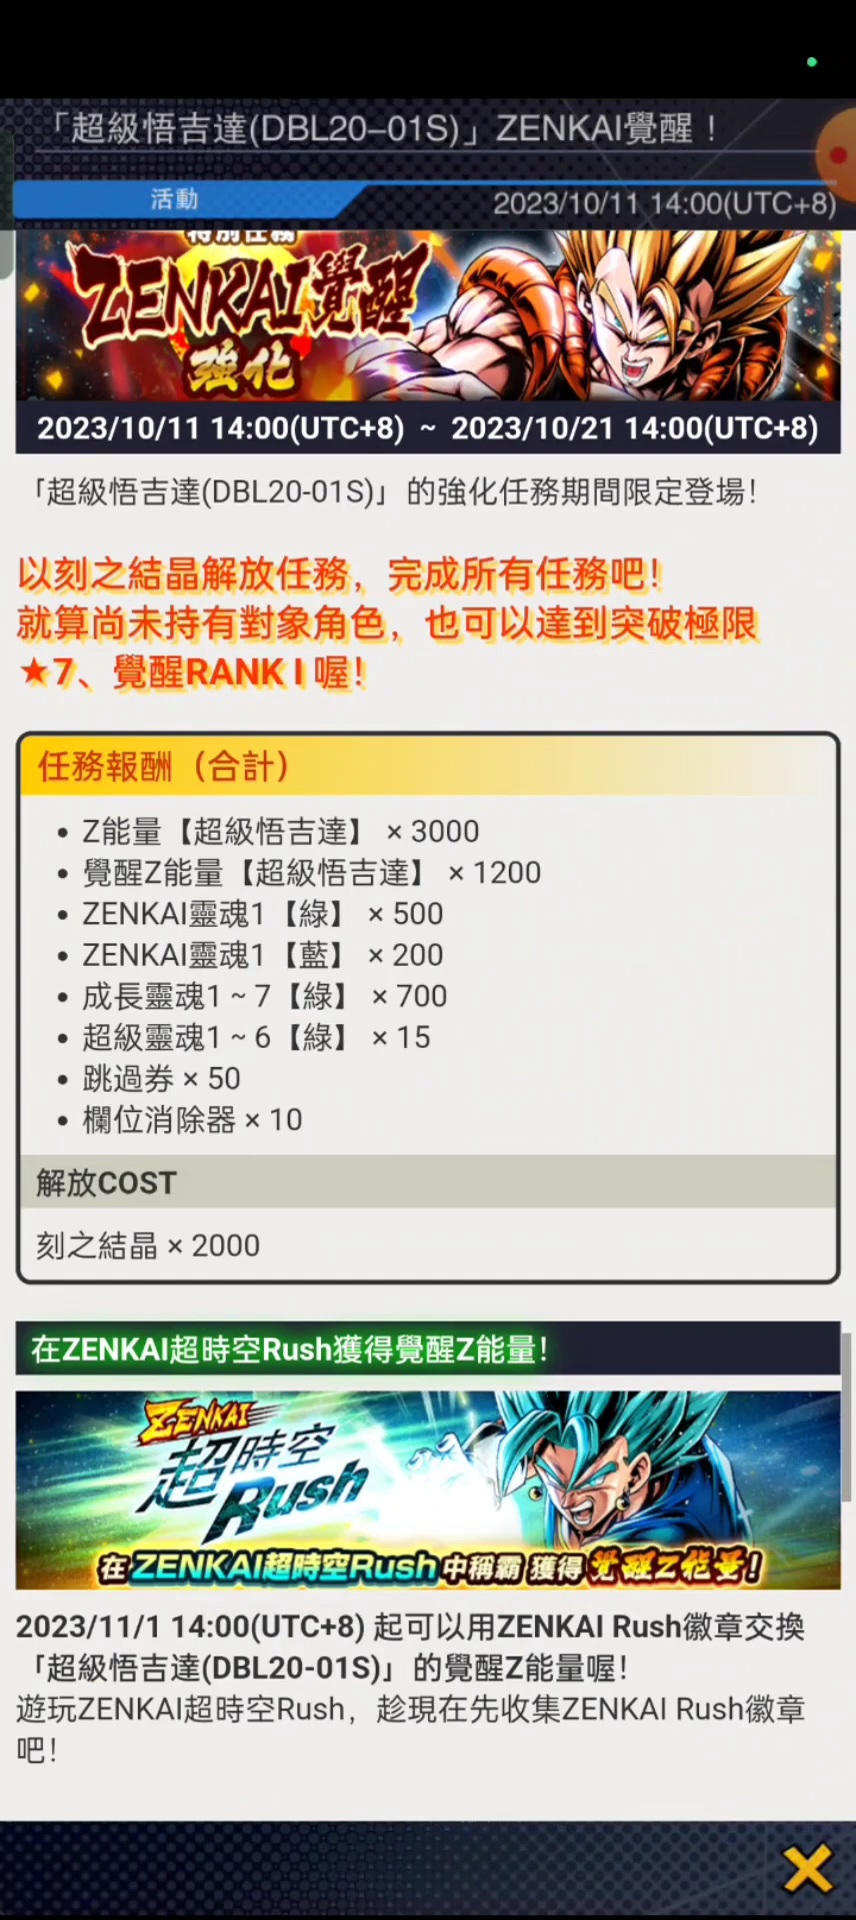 「超級悟吉達(DBL20-01S)」ZENKAI覺醒！
活動
2023/10/11 14:00(UTC+8)
特別任務
ZENKAI覺醒
強化
2023/10/11 14:00(UTC+8) ~ 2023/10/21 14:00(UTC+8)
「超級悟吉達(DBL20-01S)」的強化任務期間限定登場！
以刻之結晶解放任務，完成所有任務吧！
就算尚未持有對象角色，也可以達到突破極限
★7、覺醒RANK I 喔！
任務報酬（合計）
• Z能量【超級悟吉達】 × 3000
• 覺醒Z能量【超級悟吉達】 × 1200
• ZENKAI靈魂1【綠】 × 500
• ZENKAI靈魂1【藍】 × 200
• 成長靈魂1 ~ 7【綠】 × 700
• 超級靈魂1 ~ 6【綠】 × 15
• 跳過券 × 50
• 欄位消除器 × 10
解放COST
刻之結晶 × 2000
在ZENKAI超時空Rush獲得覺醒Z能量！
ZENKAI
超時空
Rush
在ZENKAI超時空Rush中稱霸 獲得覺醒Z能量！
2023/11/1 14:00(UTC+8) 起可以用ZENKAI Rush徽章交換
「超級悟吉達(DBL20-01S)」的覺醒Z能量喔！
遊玩ZENKAI超時空Rush，趁現在先收集ZENKAI Rush徽章
吧！